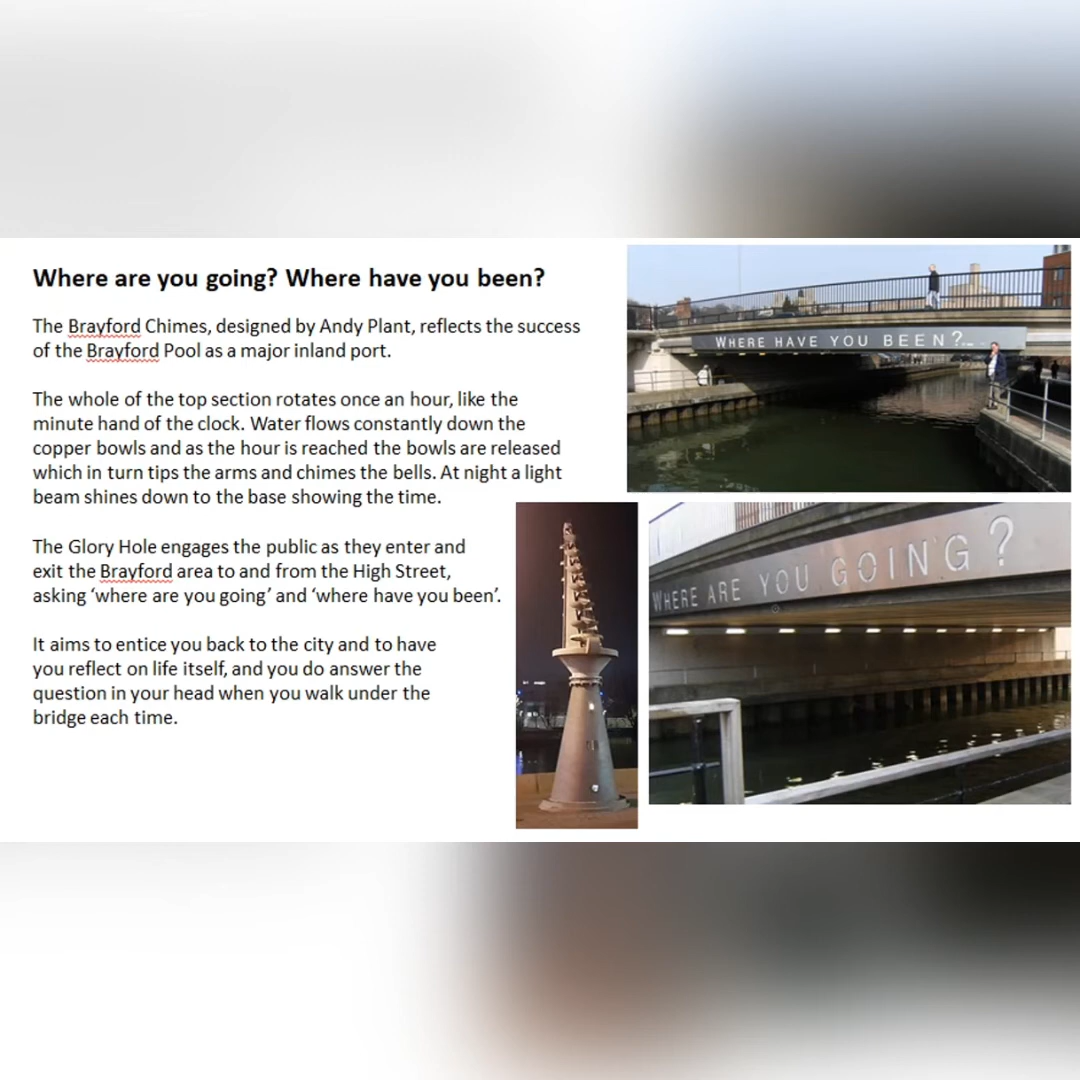 Where are you going? Where have you been?
The Brayford Chimes, designed by Andy Plant, reflects the success
of the Brayford Pool as a major inland port.
The whole of the top section rotates once an hour, like the
minute hand of the clock. Water flows constantly down the
copper bowls and as the hour is reached the bowls are released
which in turn tips the arms and chimes the bells. At night a light
beam shines down to the base showing the time.
The Glory Hole engages the public as they enter and
exit the Brayford area to and from the High Street,
asking ‘where are you going’ and ‘where have you been’.
It aims to entice you back to the city and to have
you reflect on life itself, and you do answer the
question in your head when you walk under the
bridge each time.
WHERE HAVE YOU BEEN?
WHERE ARE YOU GOING?